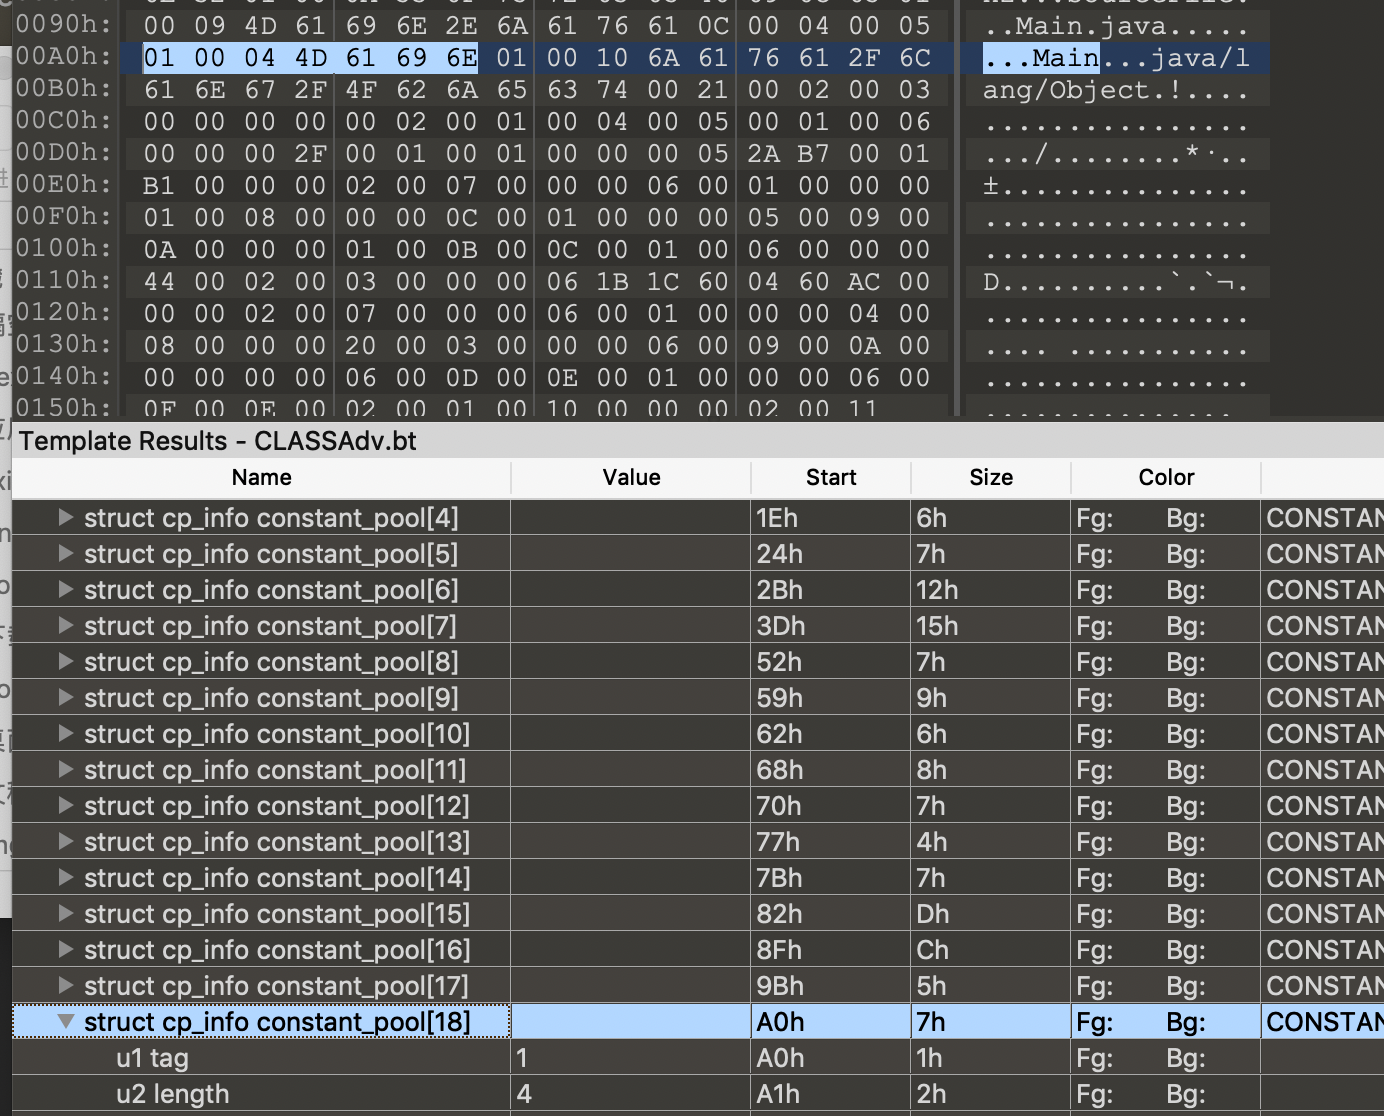 0090h: 00 09 4D 61 69 6E 2E 6A 61 76 61 0C 00 04 00 05 ..Main.java.....
00A0h: 01 00 04 4D 61 69 6E 01 00 10 6A 61 76 61 2F 6C ...Main...java/l
00B0h: 61 6E 67 2F 4F 62 6A 65 63 74 00 21 00 02 00 03 ang/Object.!....
00C0h: 00 00 00 00 00 02 00 01 00 04 00 05 00 01 00 06 ................
00D0h: 00 00 00 2F 00 01 00 01 00 00 00 05 2A B7 00 01 .../........*·..
00E0h: B1 00 00 00 02 00 07 00 00 00 06 00 01 00 00 00 ±...............
00F0h: 01 00 08 00 00 00 0C 00 01 00 00 00 05 00 09 00 ................
0100h: 0A 00 00 00 01 00 0B 00 0C 00 01 00 06 00 00 00 ................
0110h: 44 00 02 00 03 00 00 00 06 1B 1C 60 04 60 AC 00 D..........`.`¬.
0120h: 00 00 02 00 07 00 00 00 06 00 01 00 00 00 04 00 ................
0130h: 08 00 00 00 20 00 03 00 00 00 06 00 09 00 0A 00 .... ...........
0140h: 00 00 00 00 06 00 0D 00 0E 00 01 00 00 00 06 00 ................
0150h: 0F 00 0E 00 02 00 01 00 10 00 00 00 02 00 11 ...............
Template Results - CLASSAdv.bt
Name Value Start Size Color
struct cp_info constant_pool[4] 1Eh 6h Fg: Bg: CONSTAN
struct cp_info constant_pool[5] 24h 7h Fg: Bg: CONSTAN
struct cp_info constant_pool[6] 2Bh 12h Fg: Bg: CONSTAN
struct cp_info constant_pool[7] 3Dh 15h Fg: Bg: CONSTAN
struct cp_info constant_pool[8] 52h 7h Fg: Bg: CONSTAN
struct cp_info constant_pool[9] 59h 9h Fg: Bg: CONSTAN
struct cp_info constant_pool[10] 62h 6h Fg: Bg: CONSTAN
struct cp_info constant_pool[11] 68h 8h Fg: Bg: CONSTAN
struct cp_info constant_pool[12] 70h 7h Fg: Bg: CONSTAN
struct cp_info constant_pool[13] 77h 4h Fg: Bg: CONSTAN
struct cp_info constant_pool[14] 7Bh 7h Fg: Bg: CONSTAN
struct cp_info constant_pool[15] 82h Dh Fg: Bg: CONSTAN
struct cp_info constant_pool[16] 8Fh Ch Fg: Bg: CONSTAN
struct cp_info constant_pool[17] 9Bh 5h Fg: Bg: CONSTAN
struct cp_info constant_pool[18] A0h 7h Fg: Bg: CONSTAN
u1 tag 1 A0h 1h Fg: Bg:
u2 length 4 A1h 2h Fg: Bg: